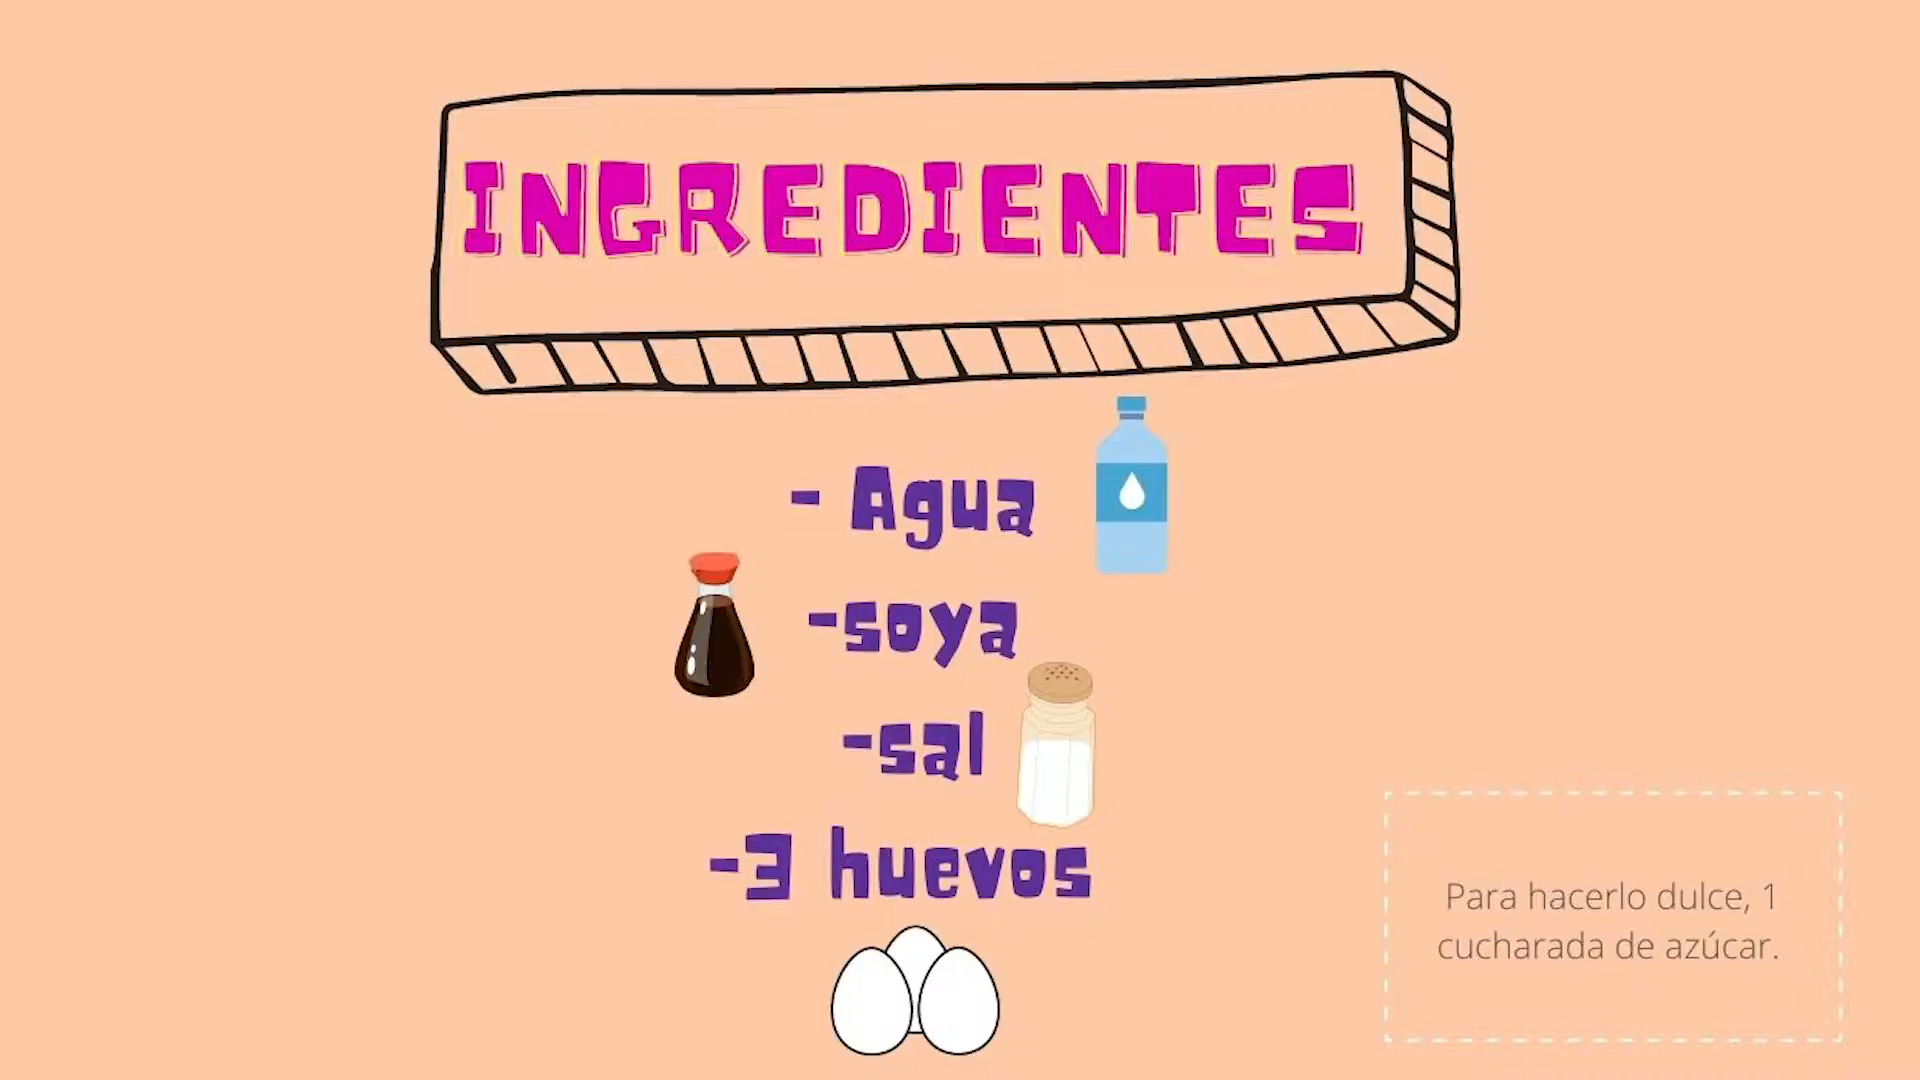 INGREDIENTES
- Agua
-soya
-sal
-3 huevos
Para hacerlo dulce, 1
cucharada de azúcar.